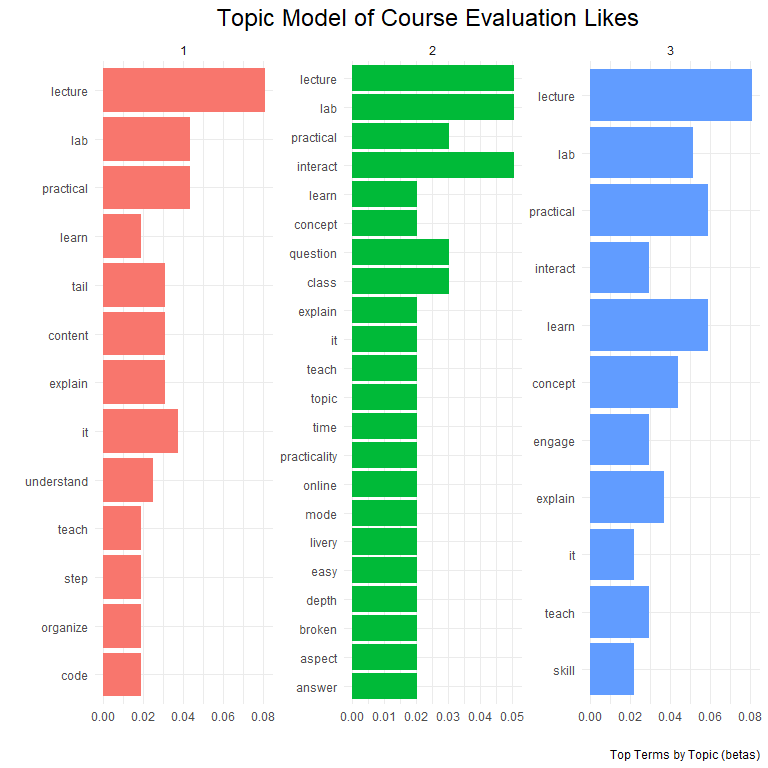 Topic Model of Course Evaluation Likes
1
lecture
lab
practical
learn
tail
content
explain
it
understand
teach
step
organize
code
0.00 0.02 0.04 0.06 0.08
2
lecture
lab
practical
interact
learn
concept
question
class
explain
it
teach
topic
time
practicality
online
mode
livery
easy
depth
broken
aspect
answer
0.00 0.01 0.02 0.03 0.04 0.05
3
lecture
lab
practical
interact
learn
concept
engage
explain
it
teach
skill
0.00 0.02 0.04 0.06 0.08
Top Terms by Topic (betas)